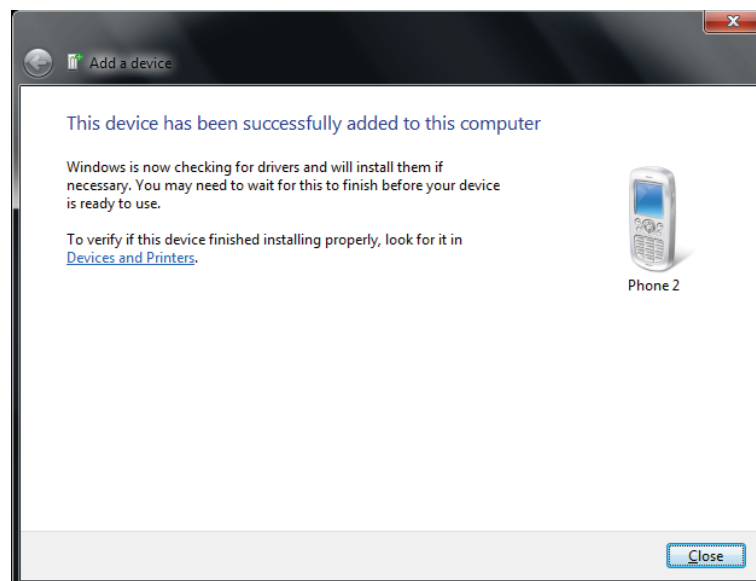 Add a device
This device has been successfully added to this computer
Windows is now checking for drivers and will install them if
necessary. You may need to wait for this to finish before your device
is ready to use.
To verify if this device finished installing properly, look for it in
Devices and Printers.
Phone 2
Close